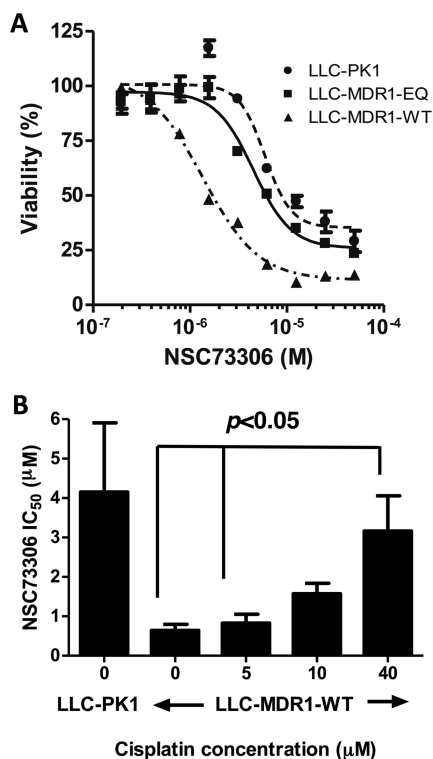 A
125
100
75
50
25
0
Viability (%)
LLC-PK1
LLC-MDR1-EQ
LLC-MDR1-WT
10-7
10-6
10-5
10-4
NSC73306 (M)
B
p<0.05
NSC73306 IC50 (μM)
6
5
4
3
2
1
0
0 0 5 10 40
LLC-PK1 LLC-MDR1-WT
Cisplatin concentration (μM)